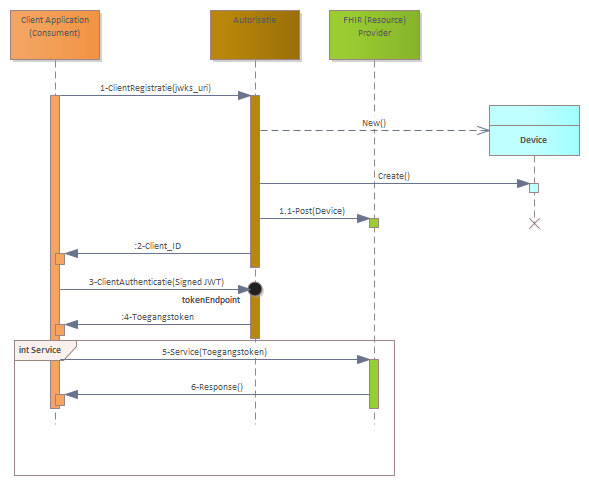 Client Application
(Consument)
Autorisatie
FHIR (Resource)
Provider
1-ClientRegistratie(jwks_uri)
New()
Device
Create()
1.1-Post(Device)
:2-Client_ID
3-ClientAuthenticatie(Signed JWT)
tokenEndpoint
:4-Toegangstoken
int Service
5-Service(Toegangstoken)
6-Response()